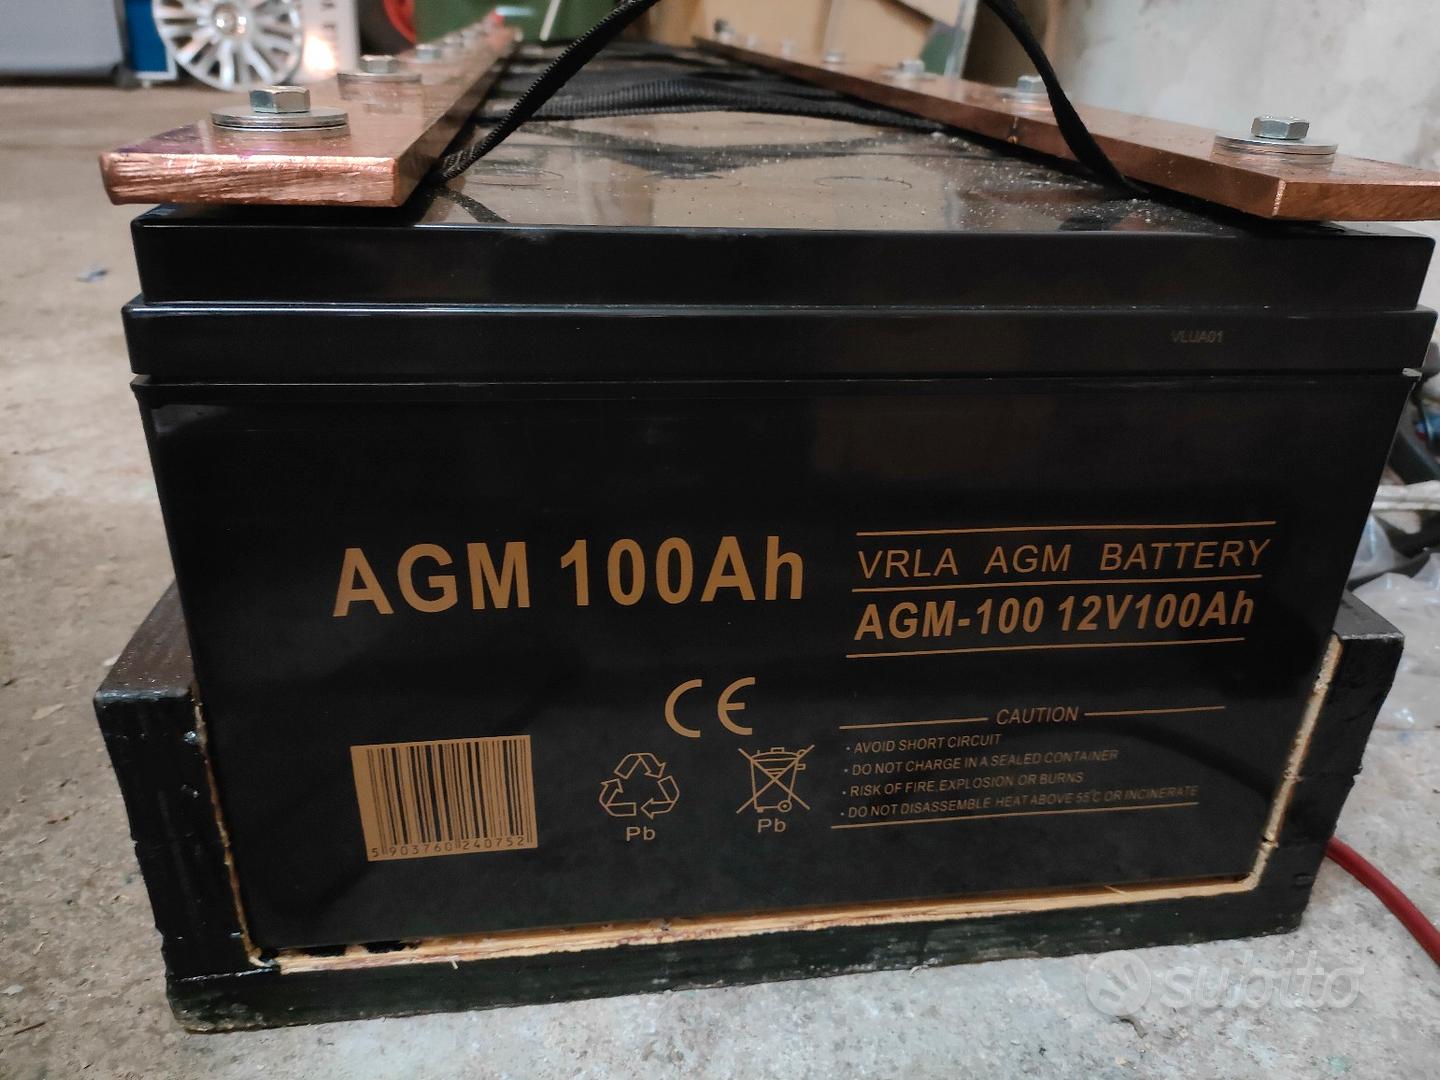 VLUA01
AGM 100Ah
VRLA AGM BATTERY
AGM-100 12V100Ah
CE
CAUTION
· AVOID SHORT CIRCUIT
· DO NOT CHARGE IN A SEALED CONTAINER
· RISK OF FIRE, EXPLOSION OR BURNS
· DO NOT DISASSEMBLE, HEAT ABOVE 55°C OR INCINERATE
Pb
Pb
5 903760 240752
subito